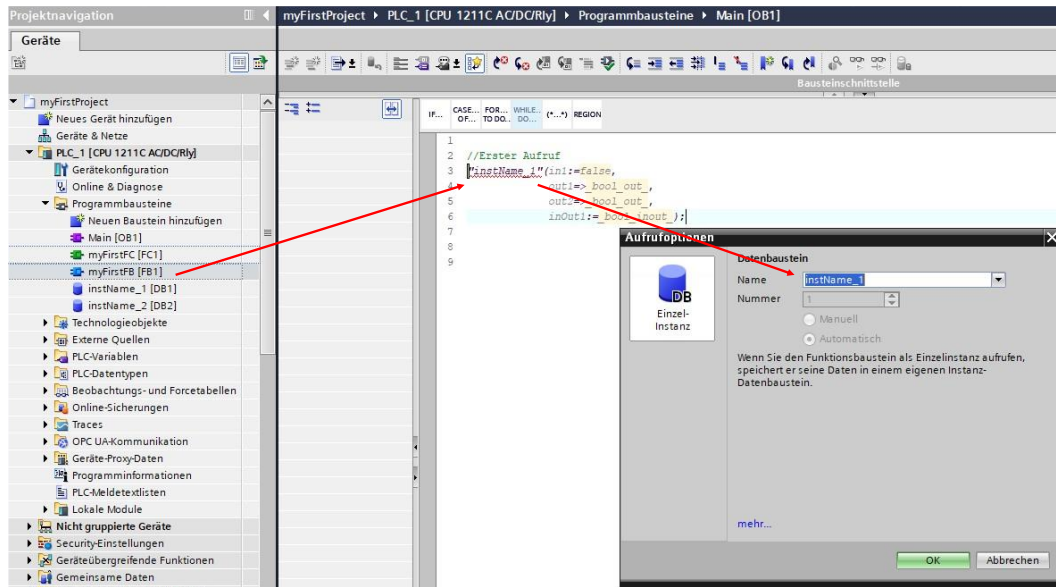 Projektnavigation
myFirstProject ▸ PLC_1 [CPU 1211C AC/DC/Rly] ▸ Programmbausteine ▸ Main [OB1]
Geräte
Bausteinschnittstelle
myFirstProject
Neues Gerät hinzufügen
Geräte & Netze
PLC_1 [CPU 1211C AC/DC/Rly]
Gerätekonfiguration
Online & Diagnose
Programmbausteine
Neuen Baustein hinzufügen
Main [OB1]
myFirstFC [FC1]
myFirstFB [FB1]
instName_1 [DB1]
instName_2 [DB2]
Technologieobjekte
Externe Quellen
PLC-Variablen
PLC-Datentypen
Beobachtungs- und Forcetabellen
Online-Sicherungen
Traces
OPC UA-Kommunikation
Geräte-Proxy-Daten
Programminformationen
PLC-Meldetextlisten
Lokale Module
Nicht gruppierte Geräte
Security-Einstellungen
Geräteübergreifende Funktionen
Gemeinsame Daten
IF... CASE... FOR... WHILE.. (*...*) REGION
OF... TO DO.. DO...
1
2 //Erster Aufruf
3 "instName_1"(in1:=false,
4 out1=>_bool_out_,
5 out2=>_bool_out_,
6 inOut1:=_bool_inout_);
7
8
9
Aufrufoptionen
DB
Einzel-
Instanz
Datenbaustein
Name instName_1
Nummer 1
Manuell
Automatisch
Wenn Sie den Funktionsbaustein als Einzelinstanz aufrufen,
speichert er seine Daten in einem eigenen Instanz-
Datenbaustein.
mehr...
OK Abbrechen